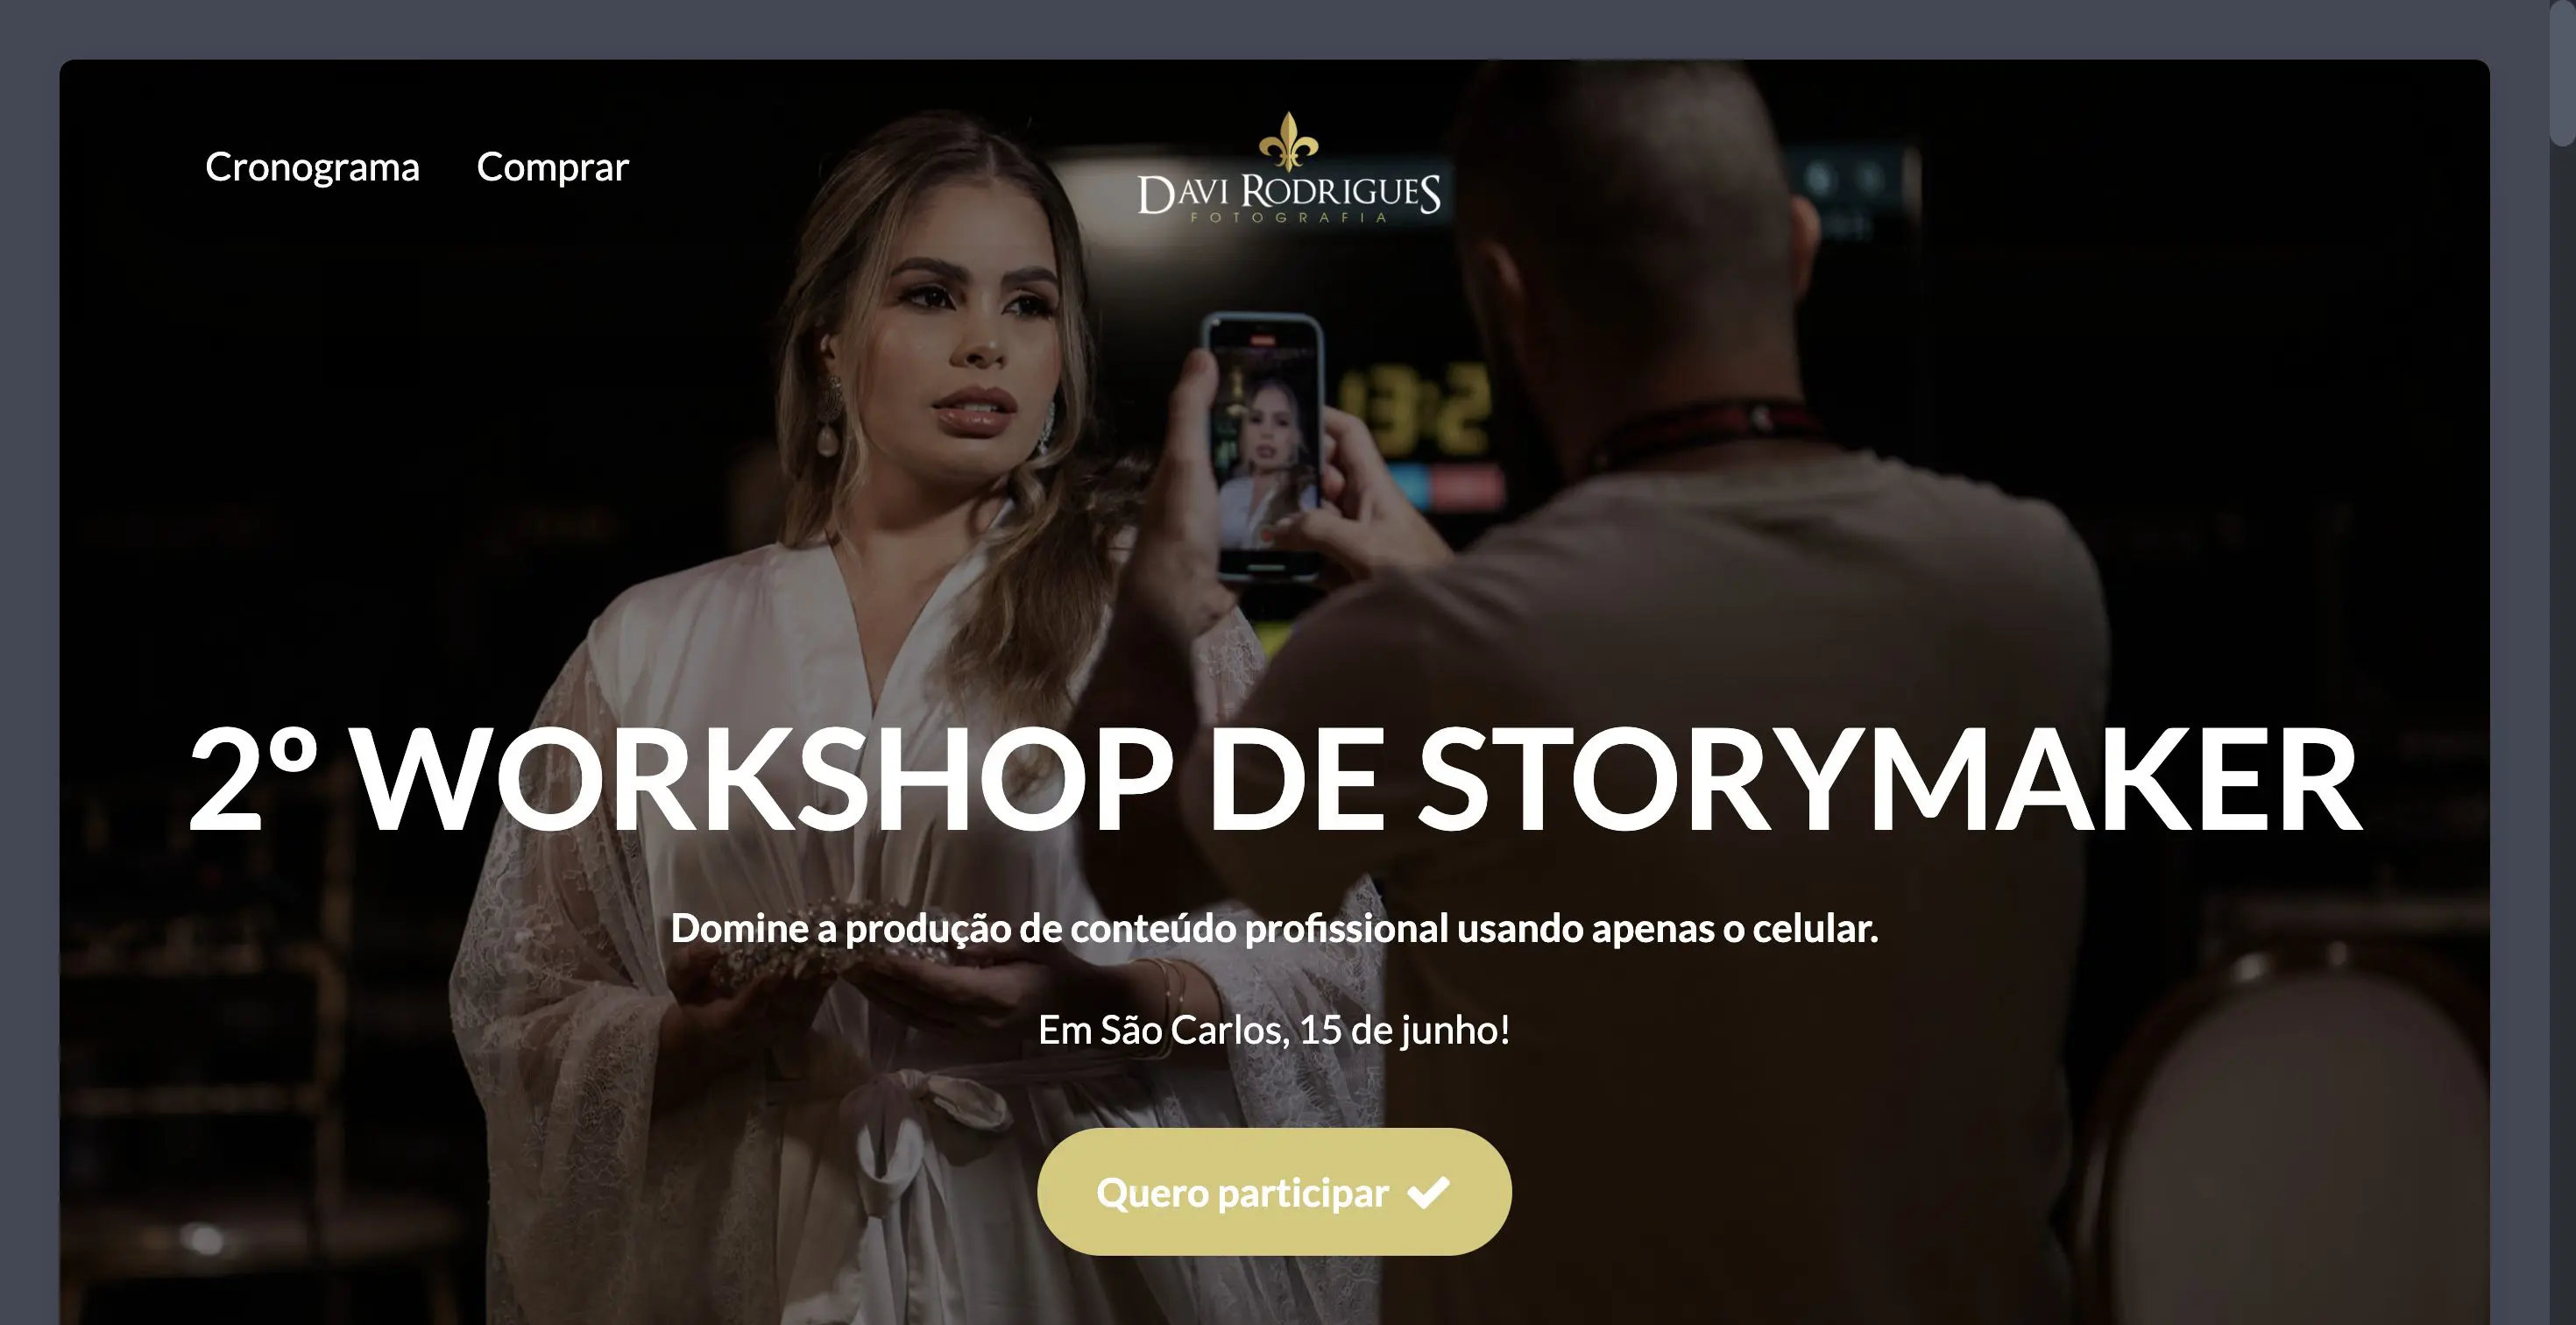 Cronograma
Comprar
DAVI RODRIGUES
FOTOGRAFIA
2º WORKSHOP DE STORYMAKER
Domine a produção de conteúdo profissional usando apenas o celular.
Em São Carlos, 15 de junho!
Quero participar